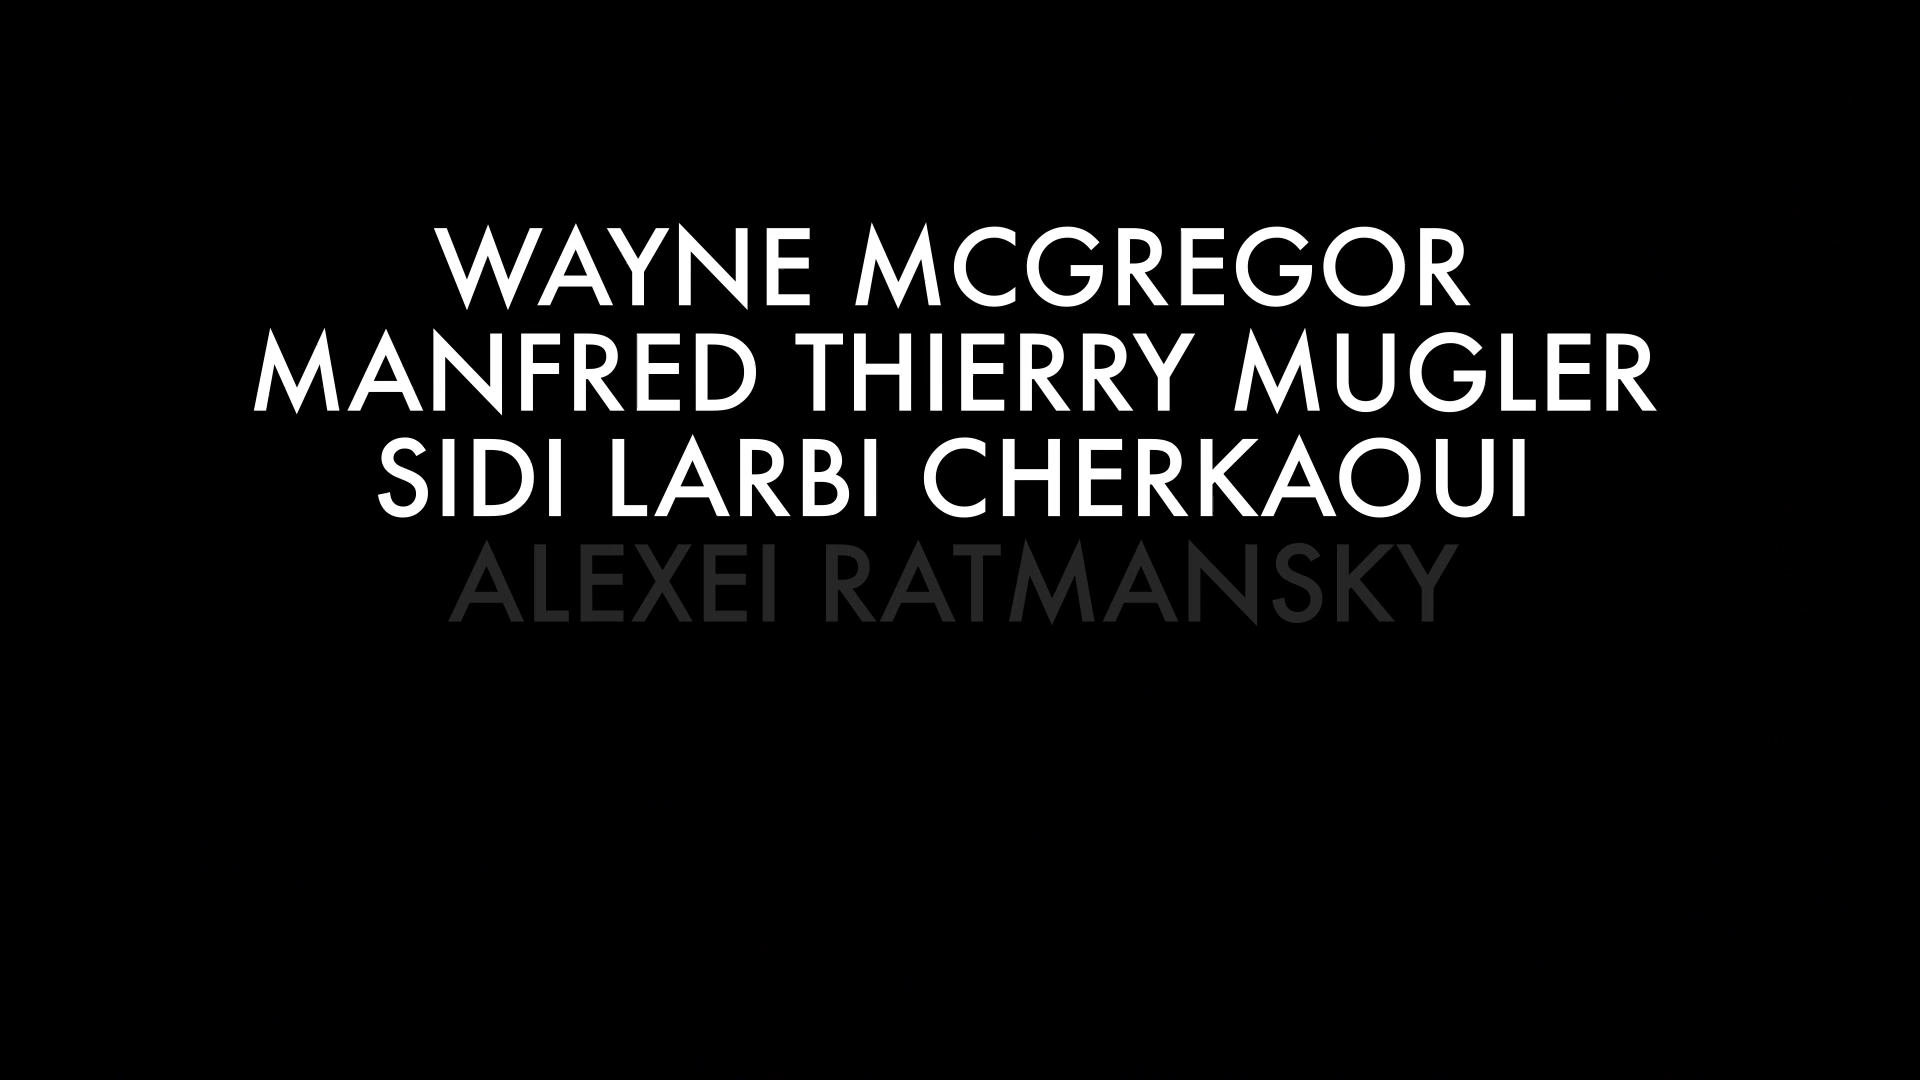 WAYNE MCGREGOR
MANFRED THIERRY MUGLER
SIDI LARBI CHERKAOUI
ALEXEI RATMANSKY